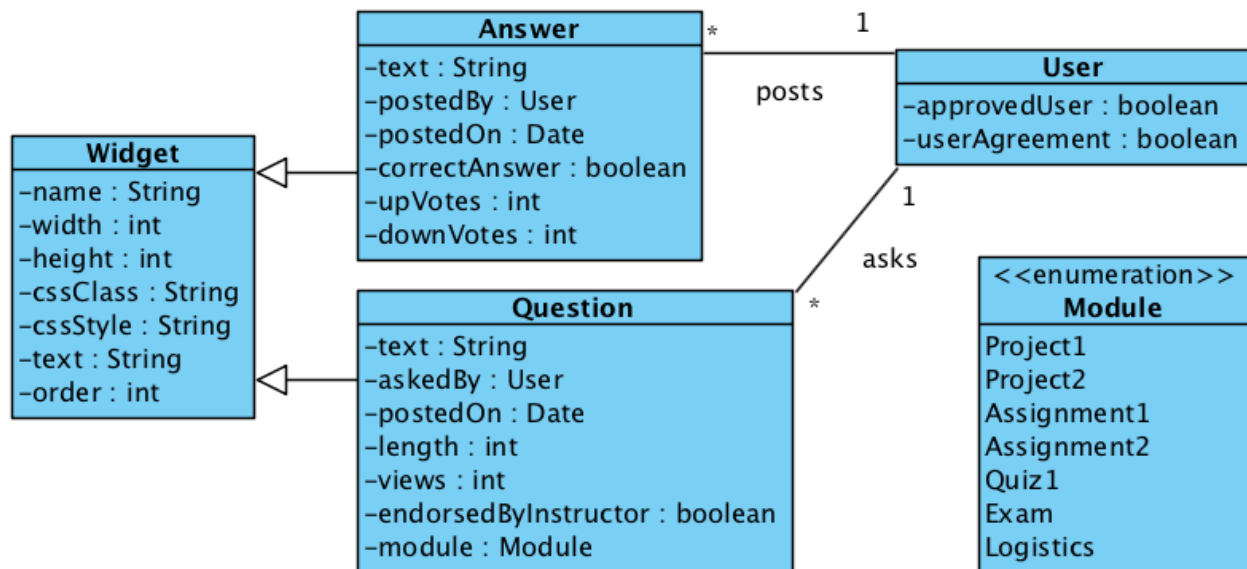 Widget
-name : String
-width : int
-height : int
-cssClass : String
-cssStyle : String
-text : String
-order : int
Answer
-text : String
-postedBy : User
-postedOn : Date
-correctAnswer : boolean
-upVotes : int
-downVotes : int
*
1
posts
User
-approvedUser : boolean
-userAgreement : boolean
1
asks
*
Question
-text : String
-askedBy : User
-postedOn : Date
-length : int
-views : int
-endorsedByInstructor : boolean
-module : Module
<<enumeration>>
Module
Project1
Project2
Assignment1
Assignment2
Quiz1
Exam
Logistics